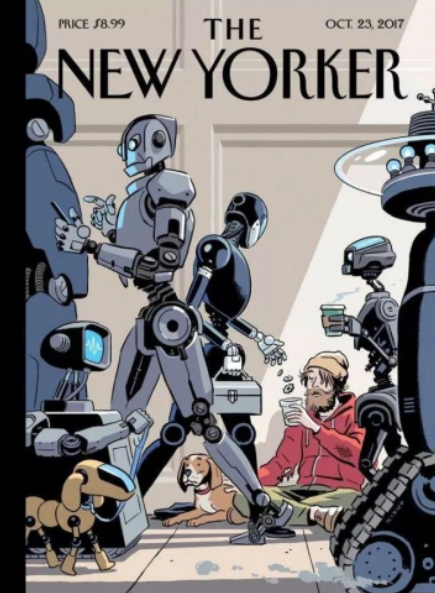 PRICE $8.99
THE
OCT. 23, 2017
NEW YORKER